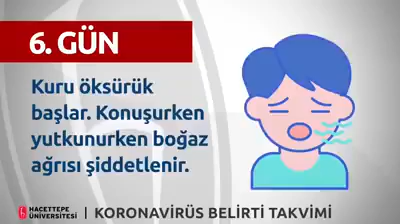 6. GÜN
Kuru öksürük
başlar. Konuşurken
yutkunurken boğaz
ağrısı şiddetlenir.
HACETTEPE
ÜNİVERSİTESİ
KORONAVİRÜS BELİRTİ TAKVİMİ